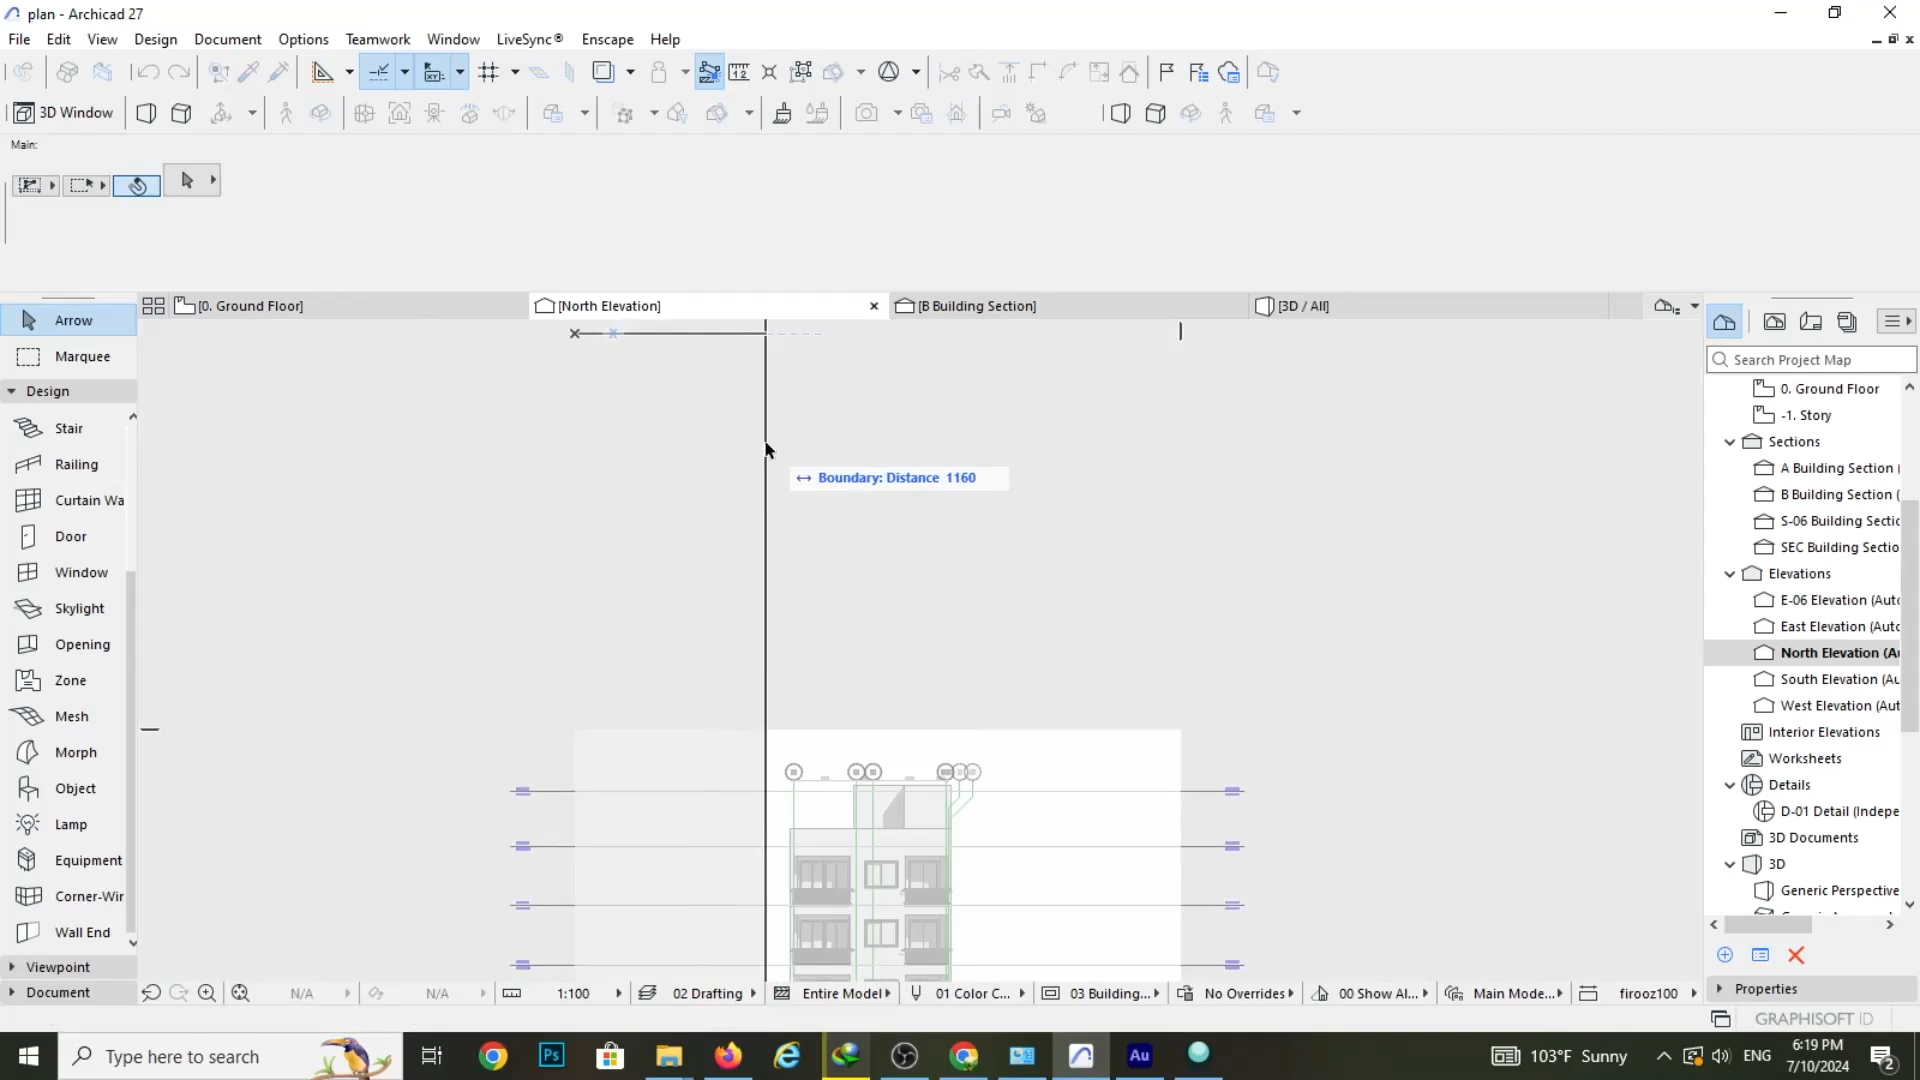 plan - Archicad 27
File Edit View Design Document Options Teamwork Window LiveSync® Enscape Help
3D Window
Main:
[0. Ground Floor] [North Elevation] [B Building Section] [3D / All]
Arrow
Marquee
Design
Stair
Railing
Curtain Wa
Door
Window
Skylight
Opening
Zone
Mesh
Morph
Object
Lamp
Equipment
Corner-Wir
Wall End
Viewpoint
Document
Boundary: Distance 1160
Search Project Map
0. Ground Floor
-1. Story
Sections
A Building Section (
B Building Section (
S-06 Building Sectio
SEC Building Sectio
Elevations
E-06 Elevation (Auto
East Elevation (Auto
North Elevation (Au
South Elevation (Au
West Elevation (Aut
Interior Elevations
Worksheets
Details
D-01 Detail (Indepe
3D Documents
3D
Generic Perspective
Properties
N/A N/A 1:100 02 Drafting Entire Model 01 Color C... 03 Building... No Overrides 00 Show Al... Main Mode... firooz100
GRAPHISOFT ID
Type here to search
103°F Sunny ENG
6:19 PM
7/10/2024
2